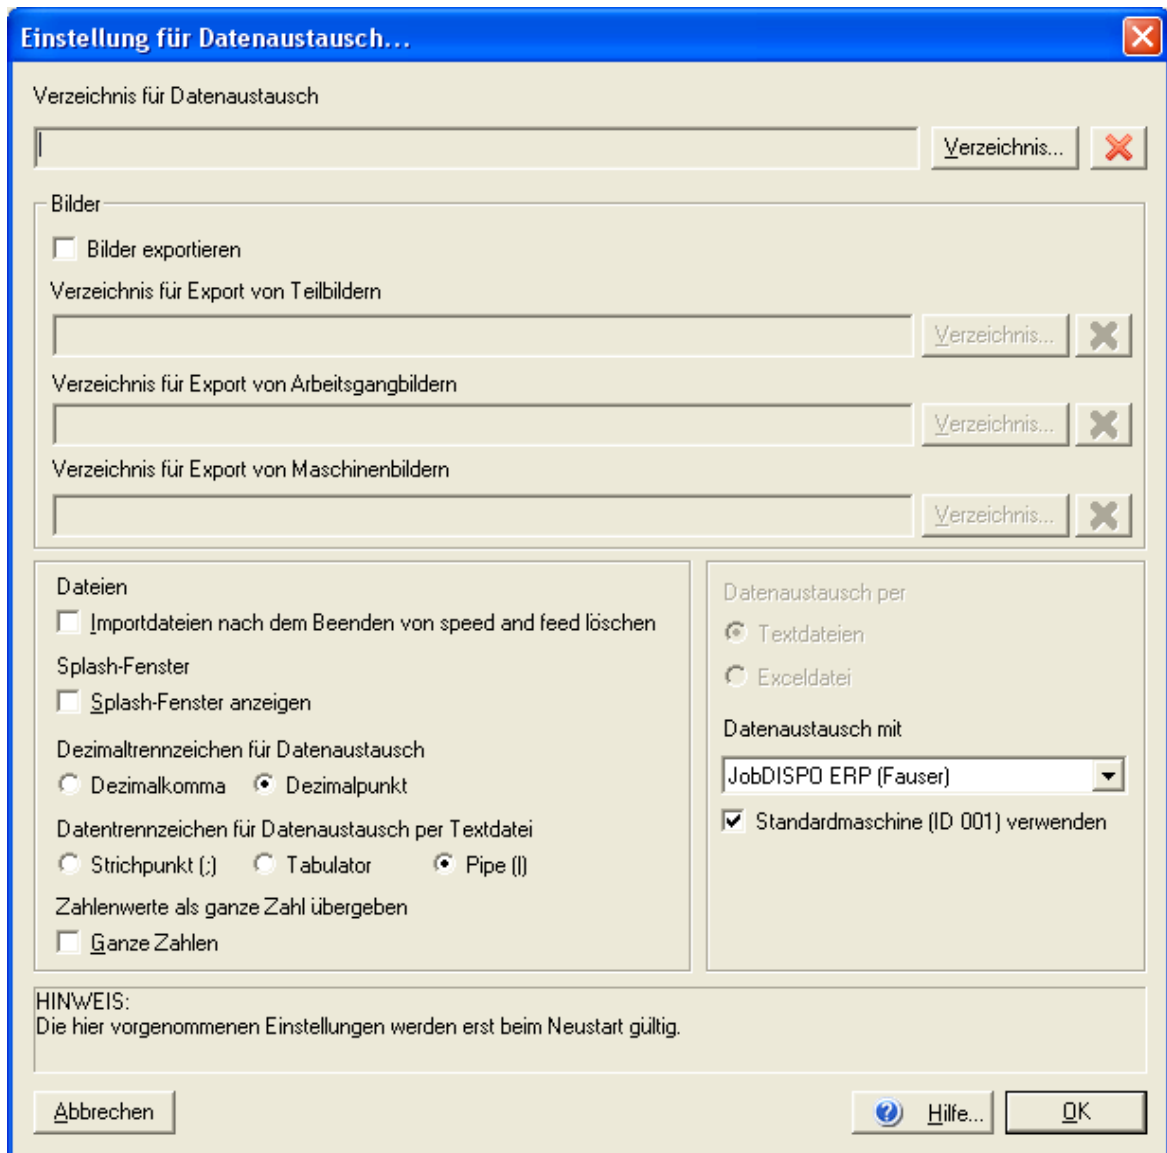 Einstellung für Datenaustausch...
Verzeichnis für Datenaustausch
Verzeichnis...
Bilder
Bilder exportieren
Verzeichnis für Export von Teilbildern
Verzeichnis...
Verzeichnis für Export von Arbeitsgangbildern
Verzeichnis...
Verzeichnis für Export von Maschinenbildern
Verzeichnis...
Dateien
Importdateien nach dem Beenden von speed and feed löschen
Splash-Fenster
Splash-Fenster anzeigen
Dezimaltrennzeichen für Datenaustausch
Dezimalkomma Dezimalpunkt
Datentrennzeichen für Datenaustausch per Textdatei
Strichpunkt (;) Tabulator Pipe (|)
Zahlenwerte als ganze Zahl übergeben
Ganze Zahlen
Datenaustausch per
Textdateien
Exceldatei
Datenaustausch mit
JobDISPO ERP (Fauser)
Standardmaschine (ID 001) verwenden
HINWEIS:
Die hier vorgenommenen Einstellungen werden erst beim Neustart gültig.
Abbrechen Hilfe... OK